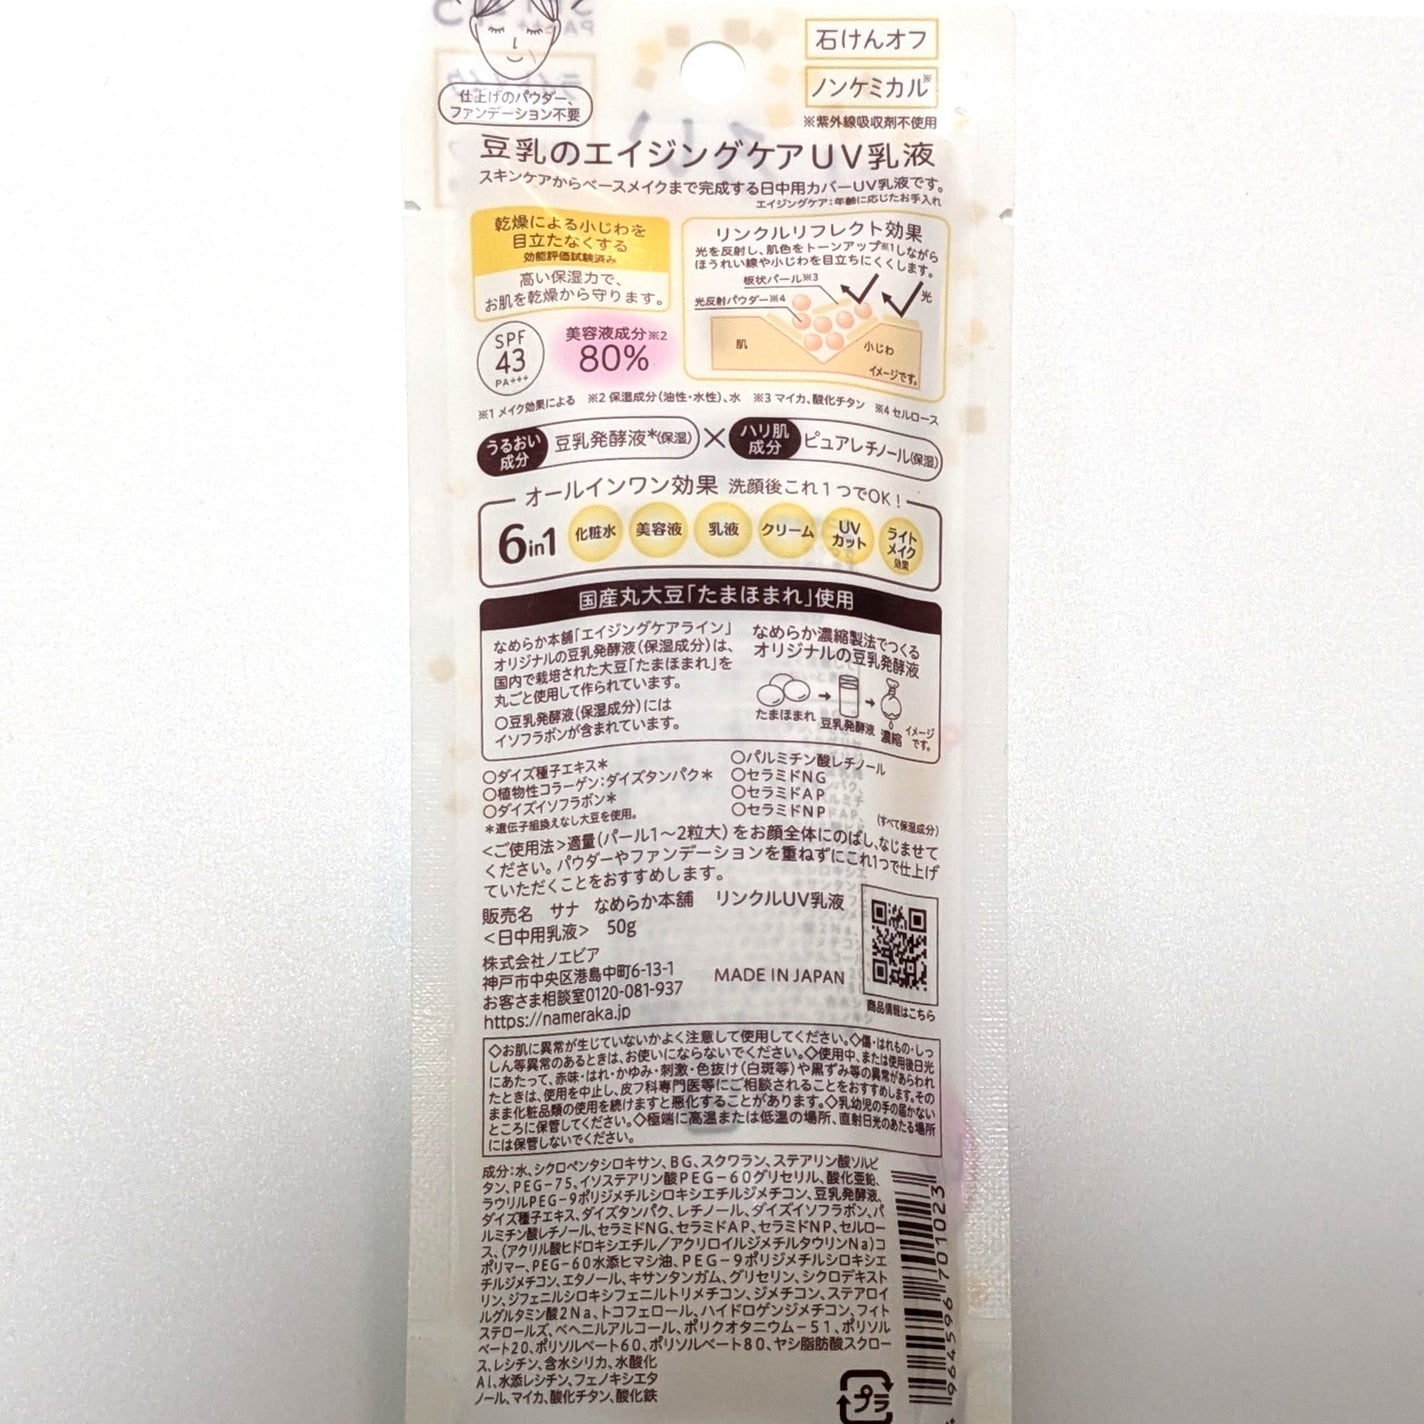 仕上げのパウダー、
ファンデーション不要
石けんオフ
ノンケミカル※
※紫外線吸収剤不使用
豆乳のエイジングケアUV乳液
スキンケアからベースメイクまで完成する日中用カバーUV乳液です。
エイジングケア:年齢に応じたお手入れ
乾燥による小じわを
目立たなくする
効能評価試験済み
高い保湿力で、
お肌を乾燥から守ります。
SPF
43
PA+++
美容液成分※2
80%
リンクルリフレクト効果
光を反射し、肌色をトーンアップ※1しながら
ほうれい線や小じわを目立ちにくくします。
板状パール※3
光反射パウダー※4
光
肌
小じわ
イメージです。
※1 メイク効果による ※2 保湿成分(油性・水性)、水 ※3 マイカ、酸化チタン ※4 セルロース
うるおい
成分
豆乳発酵液*(保湿)
×
ハリ肌
成分
ピュアレチノール(保湿)
オールインワン効果 洗顔後これ1つでOK!
6in1
化粧水
美容液
乳液
クリーム
UV
カット
ライト
メイク
効果
国産丸大豆「たまほまれ」使用
なめらか本舗「エイジングケアライン」
オリジナルの豆乳発酵液(保湿成分)は、
国内で栽培された大豆「たまほまれ」を
丸ごと使用して作られています。
○豆乳発酵液(保湿成分)には
イソフラボンが含まれています。
なめらか濃縮製法でつくる
オリジナルの豆乳発酵液
たまほまれ
豆乳発酵液
濃縮
イメージ
です。
○ダイズ種子エキス*
○植物性コラーゲン:ダイズタンパク*
○ダイズイソフラボン*
*遺伝子組換えなし大豆を使用。
○パルミチン酸レチノール
○セラミドNG
○セラミドAP
○セラミドNP
(すべて保湿成分)
<ご使用法>適量(パール1～2粒大)をお顔全体にのばし、なじませて
ください。パウダーやファンデーションを重ねずにこれ1つで仕上げ
ていただくことをおすすめします。
販売名 サナ なめらか本舗 リンクルUV乳液
<日中用乳液> 50g
株式会社ノエビア
神戸市中央区港島中町6-13-1
お客さま相談室0120-081-937
https://nameraka.jp
MADE IN JAPAN
商品情報はこちら
◇お肌に異常が生じていないかよく注意して使用してください。◇傷・はれもの・しっ
しん等異常のあるときは、お使いにならないでください。◇使用中、または使用後日光
にあたって、赤味・はれ・かゆみ・刺激・色抜け(白斑等)や黒ずみ等の異常があらわれ
たときは、使用を中止し、皮フ科専門医等にご相談されることをおすすめします。その
まま化粧品類の使用を続けますと悪化することがあります。◇乳幼児の手の届かない
ところに保管してください。◇極端に高温または低温の場所、直射日光のあたる場所
には保管しないでください。
成分:水、シクロペンタシロキサン、BG、スクワラン、ステアリン酸ソルビ
タン、PEG-75、イソステアリン酸PEG-60グリセリル、酸化亜鉛、
ラウリルPEG-9ポリジメチルシロキシエチルジメチコン、豆乳発酵液、
ダイズ種子エキス、ダイズタンパク、レチノール、ダイズイソフラボン、パ
ルミチン酸レチノール、セラミドNG、セラミドAP、セラミドNP、セルロー
ス、(アクリル酸ヒドロキシエチル/アクリロイルジメチルタウリンNa)コ
ポリマー、PEG-60水添ヒマシ油、PEG-9ポリジメチルシロキシエ
チルジメチコン、エタノール、キサンタンガム、グリセリン、シクロデキスト
リン、ジフェニルシロキシフェニルトリメチコン、ジメチコン、ステアロイ
ルグルタミン酸2Na、トコフェロール、ハイドロゲンジメチコン、フィト
ステロールズ、ベヘニルアルコール、ポリクオタニウム-51、ポリソル
ベート20、ポリソルベート60、ポリソルベート80、ヤシ脂肪酸スクロー
ス、レシチン、含水シリカ、水酸化
Al、水添レシチン、フェノキシエタ
ノール、マイカ、酸化チタン、酸化鉄
964596 701023
プラ